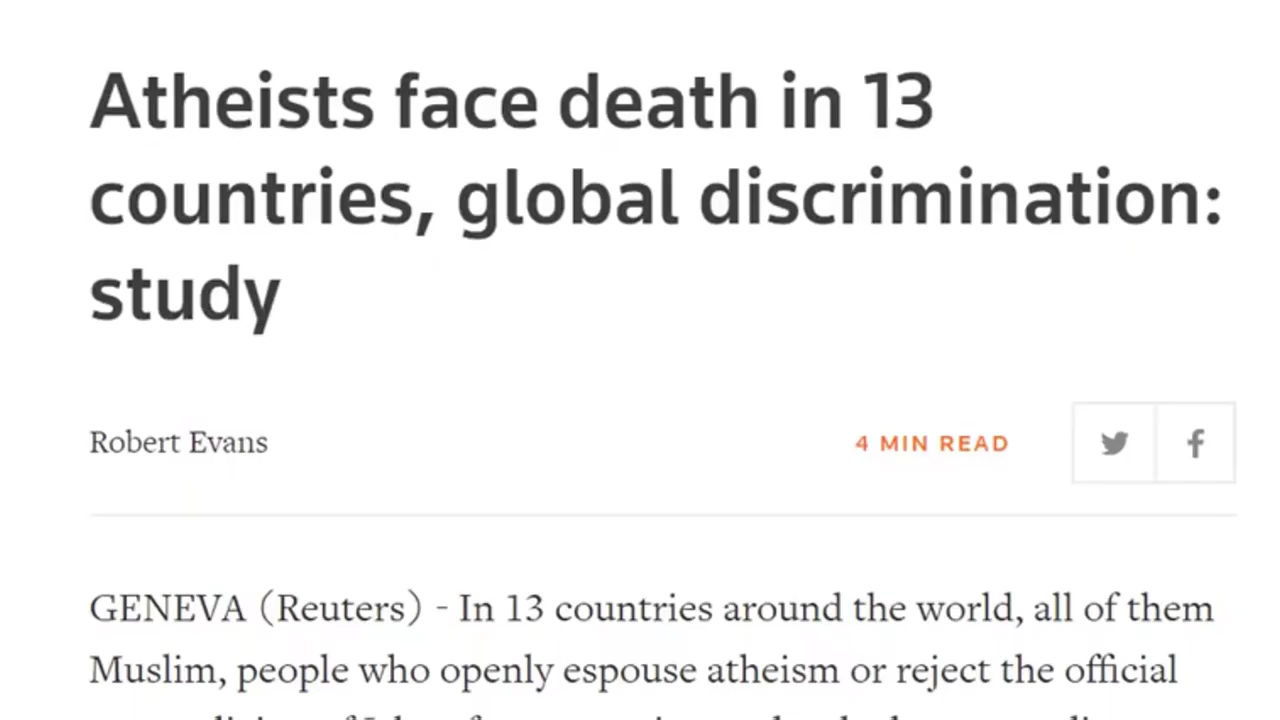 Atheists face death in 13
countries, global discrimination:
study
Robert Evans
4 MIN READ
GENEVA (Reuters) - In 13 countries around the world, all of them
Muslim, people who openly espouse atheism or reject the official